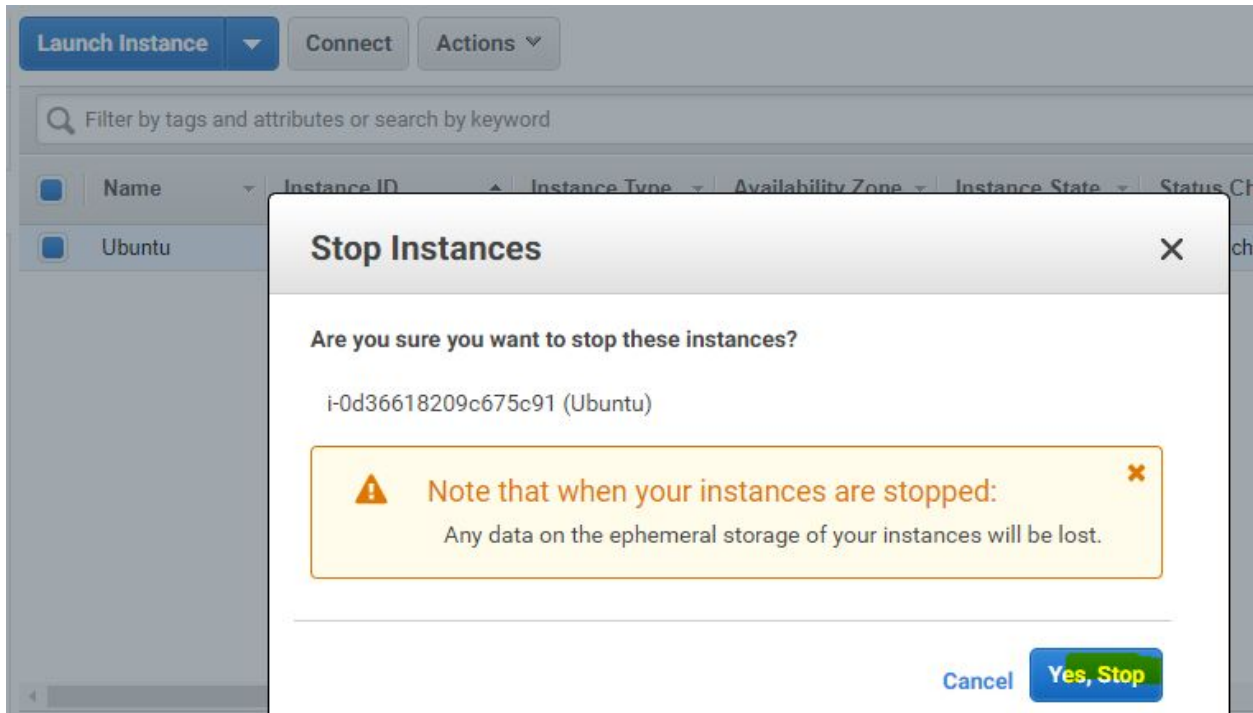 Launch Instance Connect Actions
Filter by tags and attributes or search by keyword
Name Instance ID Instance Type Availability Zone Instance State Status Ch
Ubuntu ch
Stop Instances
Are you sure you want to stop these instances?
i-0d36618209c675c91 (Ubuntu)
Note that when your instances are stopped:
Any data on the ephemeral storage of your instances will be lost.
Cancel Yes, Stop